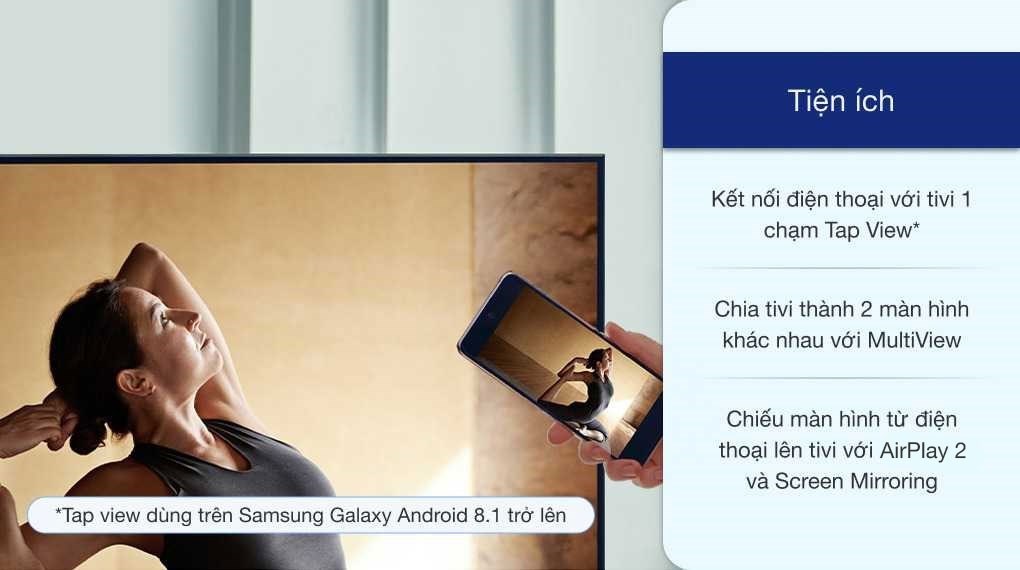 Tiện ích
Kết nối điện thoại với tivi 1
chạm Tap View*
Chia tivi thành 2 màn hình
khác nhau với MultiView
Chiếu màn hình từ điện
thoại lên tivi với AirPlay 2
và Screen Mirroring
*Tap view dùng trên Samsung Galaxy Android 8.1 trở lên